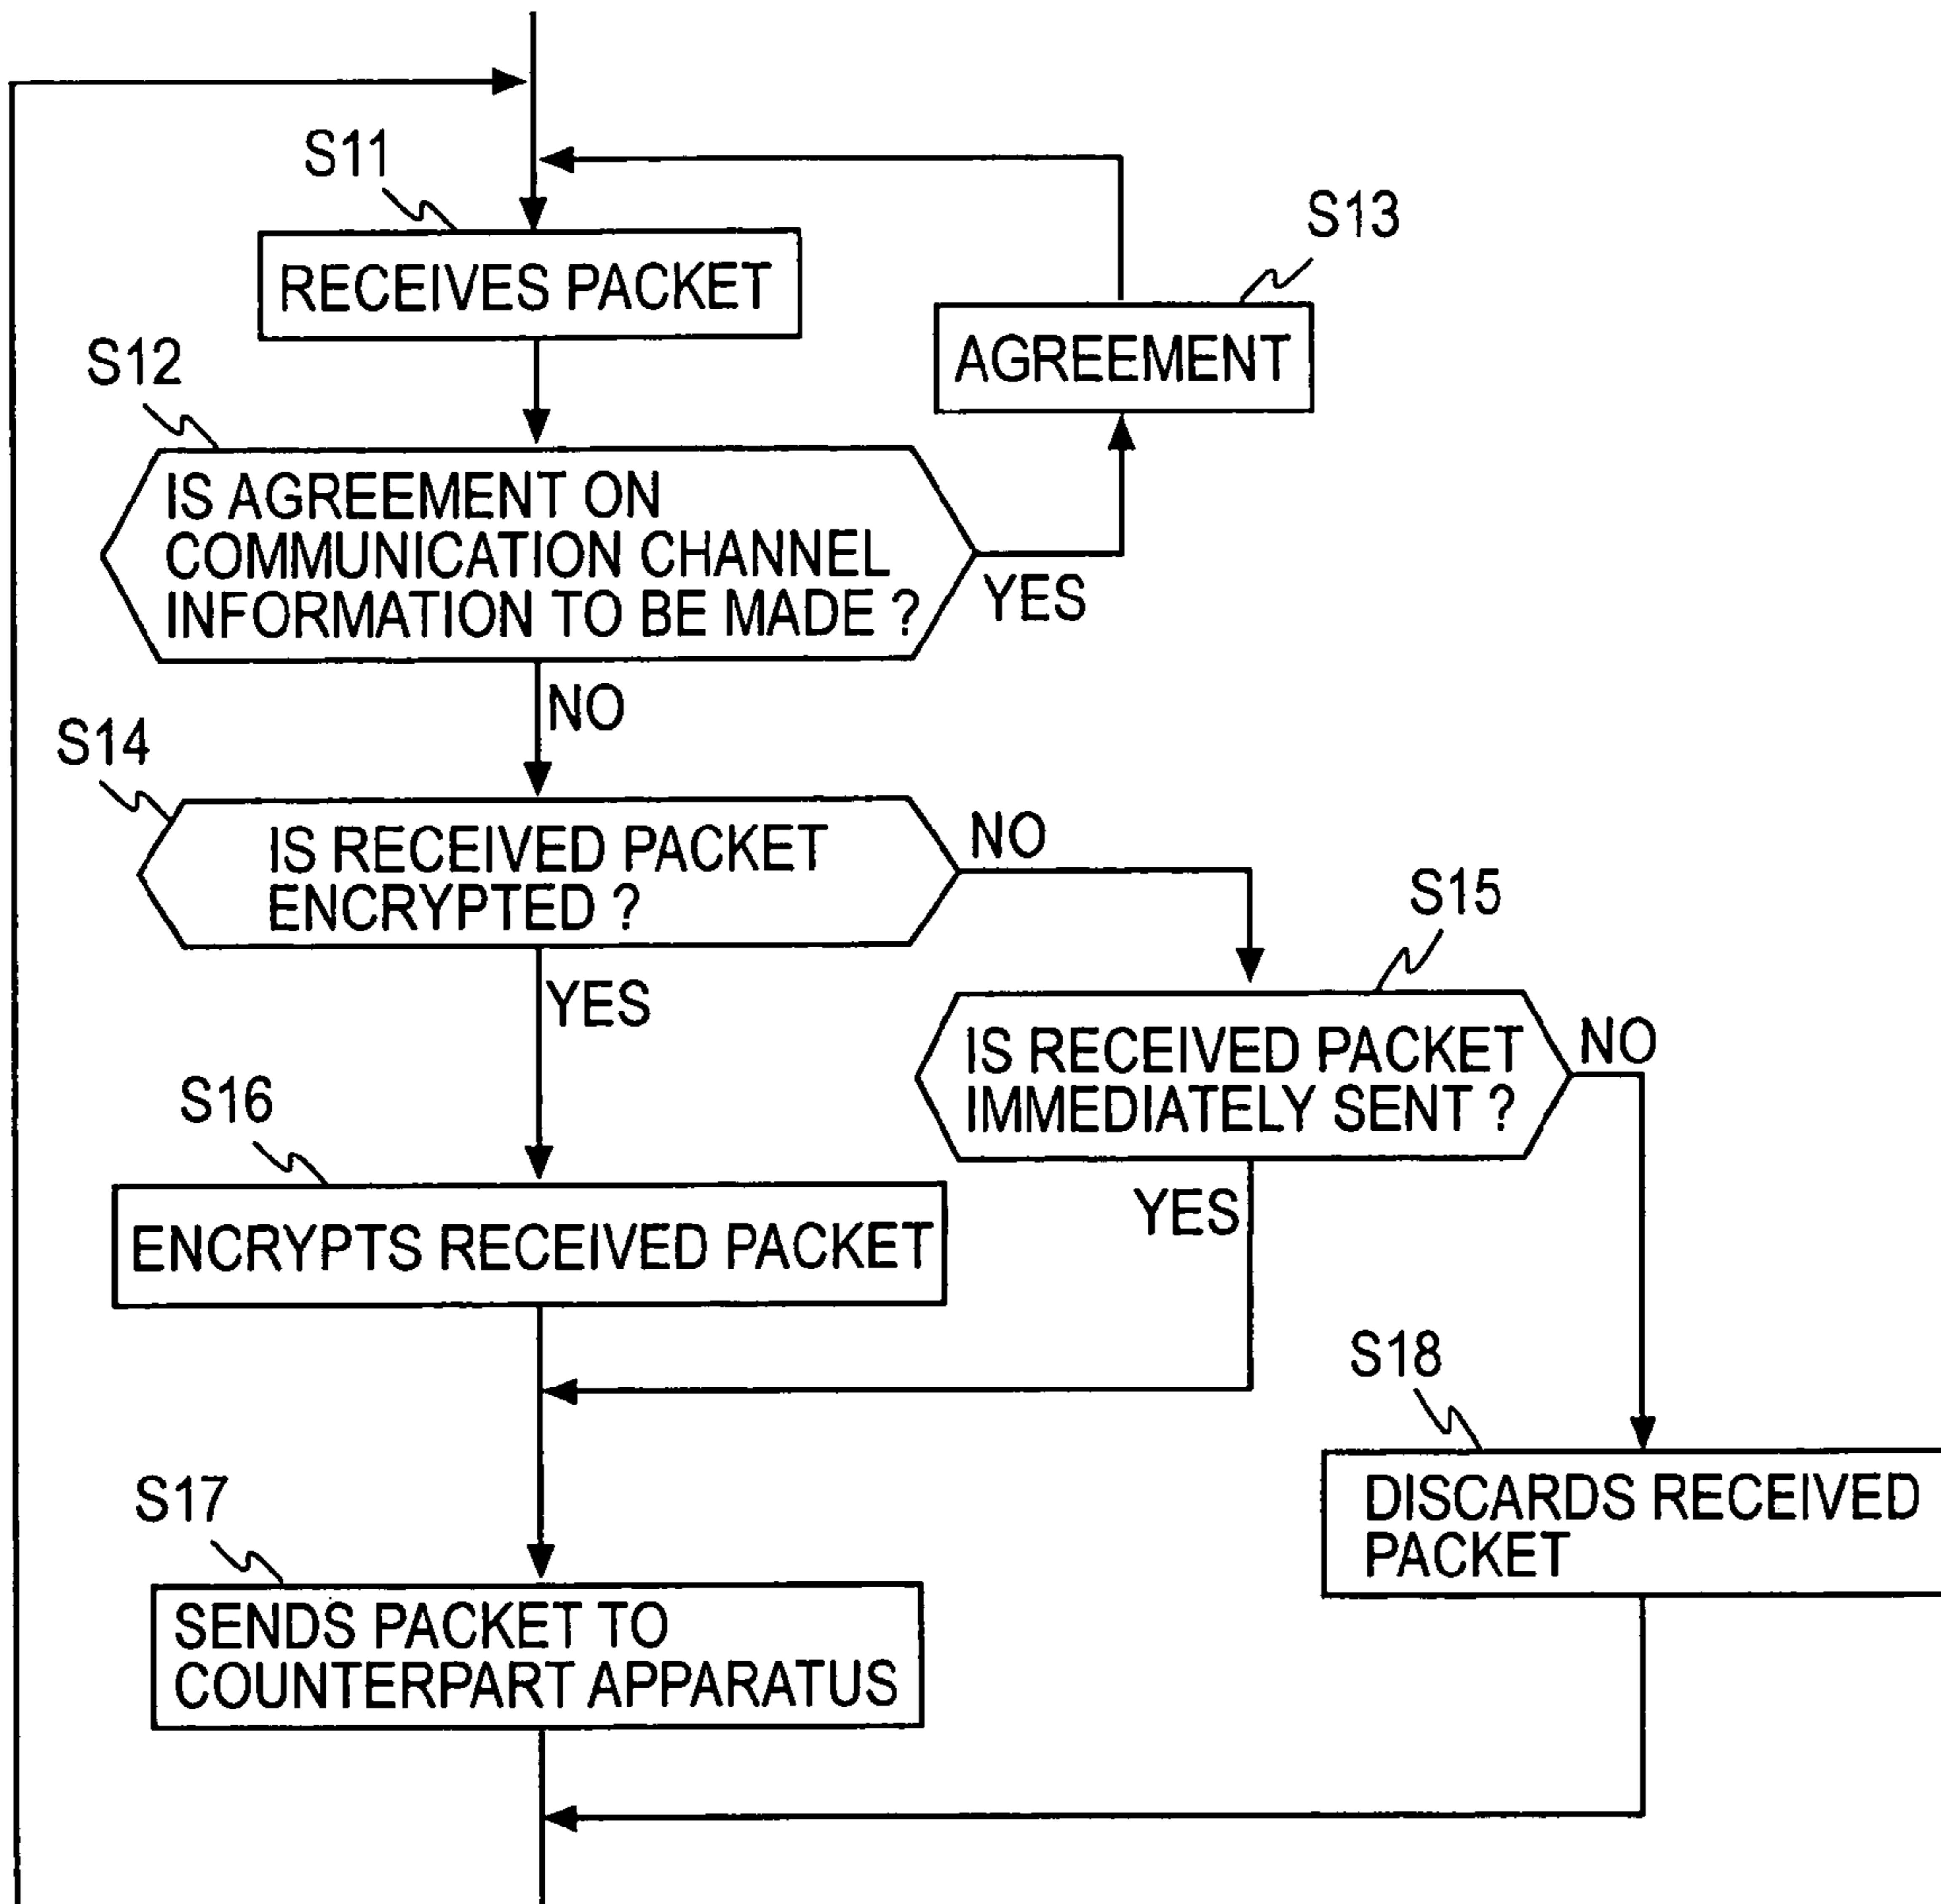 S11
RECEIVES PACKET
S13
AGREEMENT
S12
IS AGREEMENT ON
COMMUNICATION CHANNEL
INFORMATION TO BE MADE ?
YES
NO
S14
IS RECEIVED PACKET
ENCRYPTED ?
NO
YES
S15
IS RECEIVED PACKET
IMMEDIATELY SENT ?
NO
YES
S16
ENCRYPTS RECEIVED PACKET
S18
DISCARDS RECEIVED
PACKET
S17
SENDS PACKET TO
COUNTERPART APPARATUS